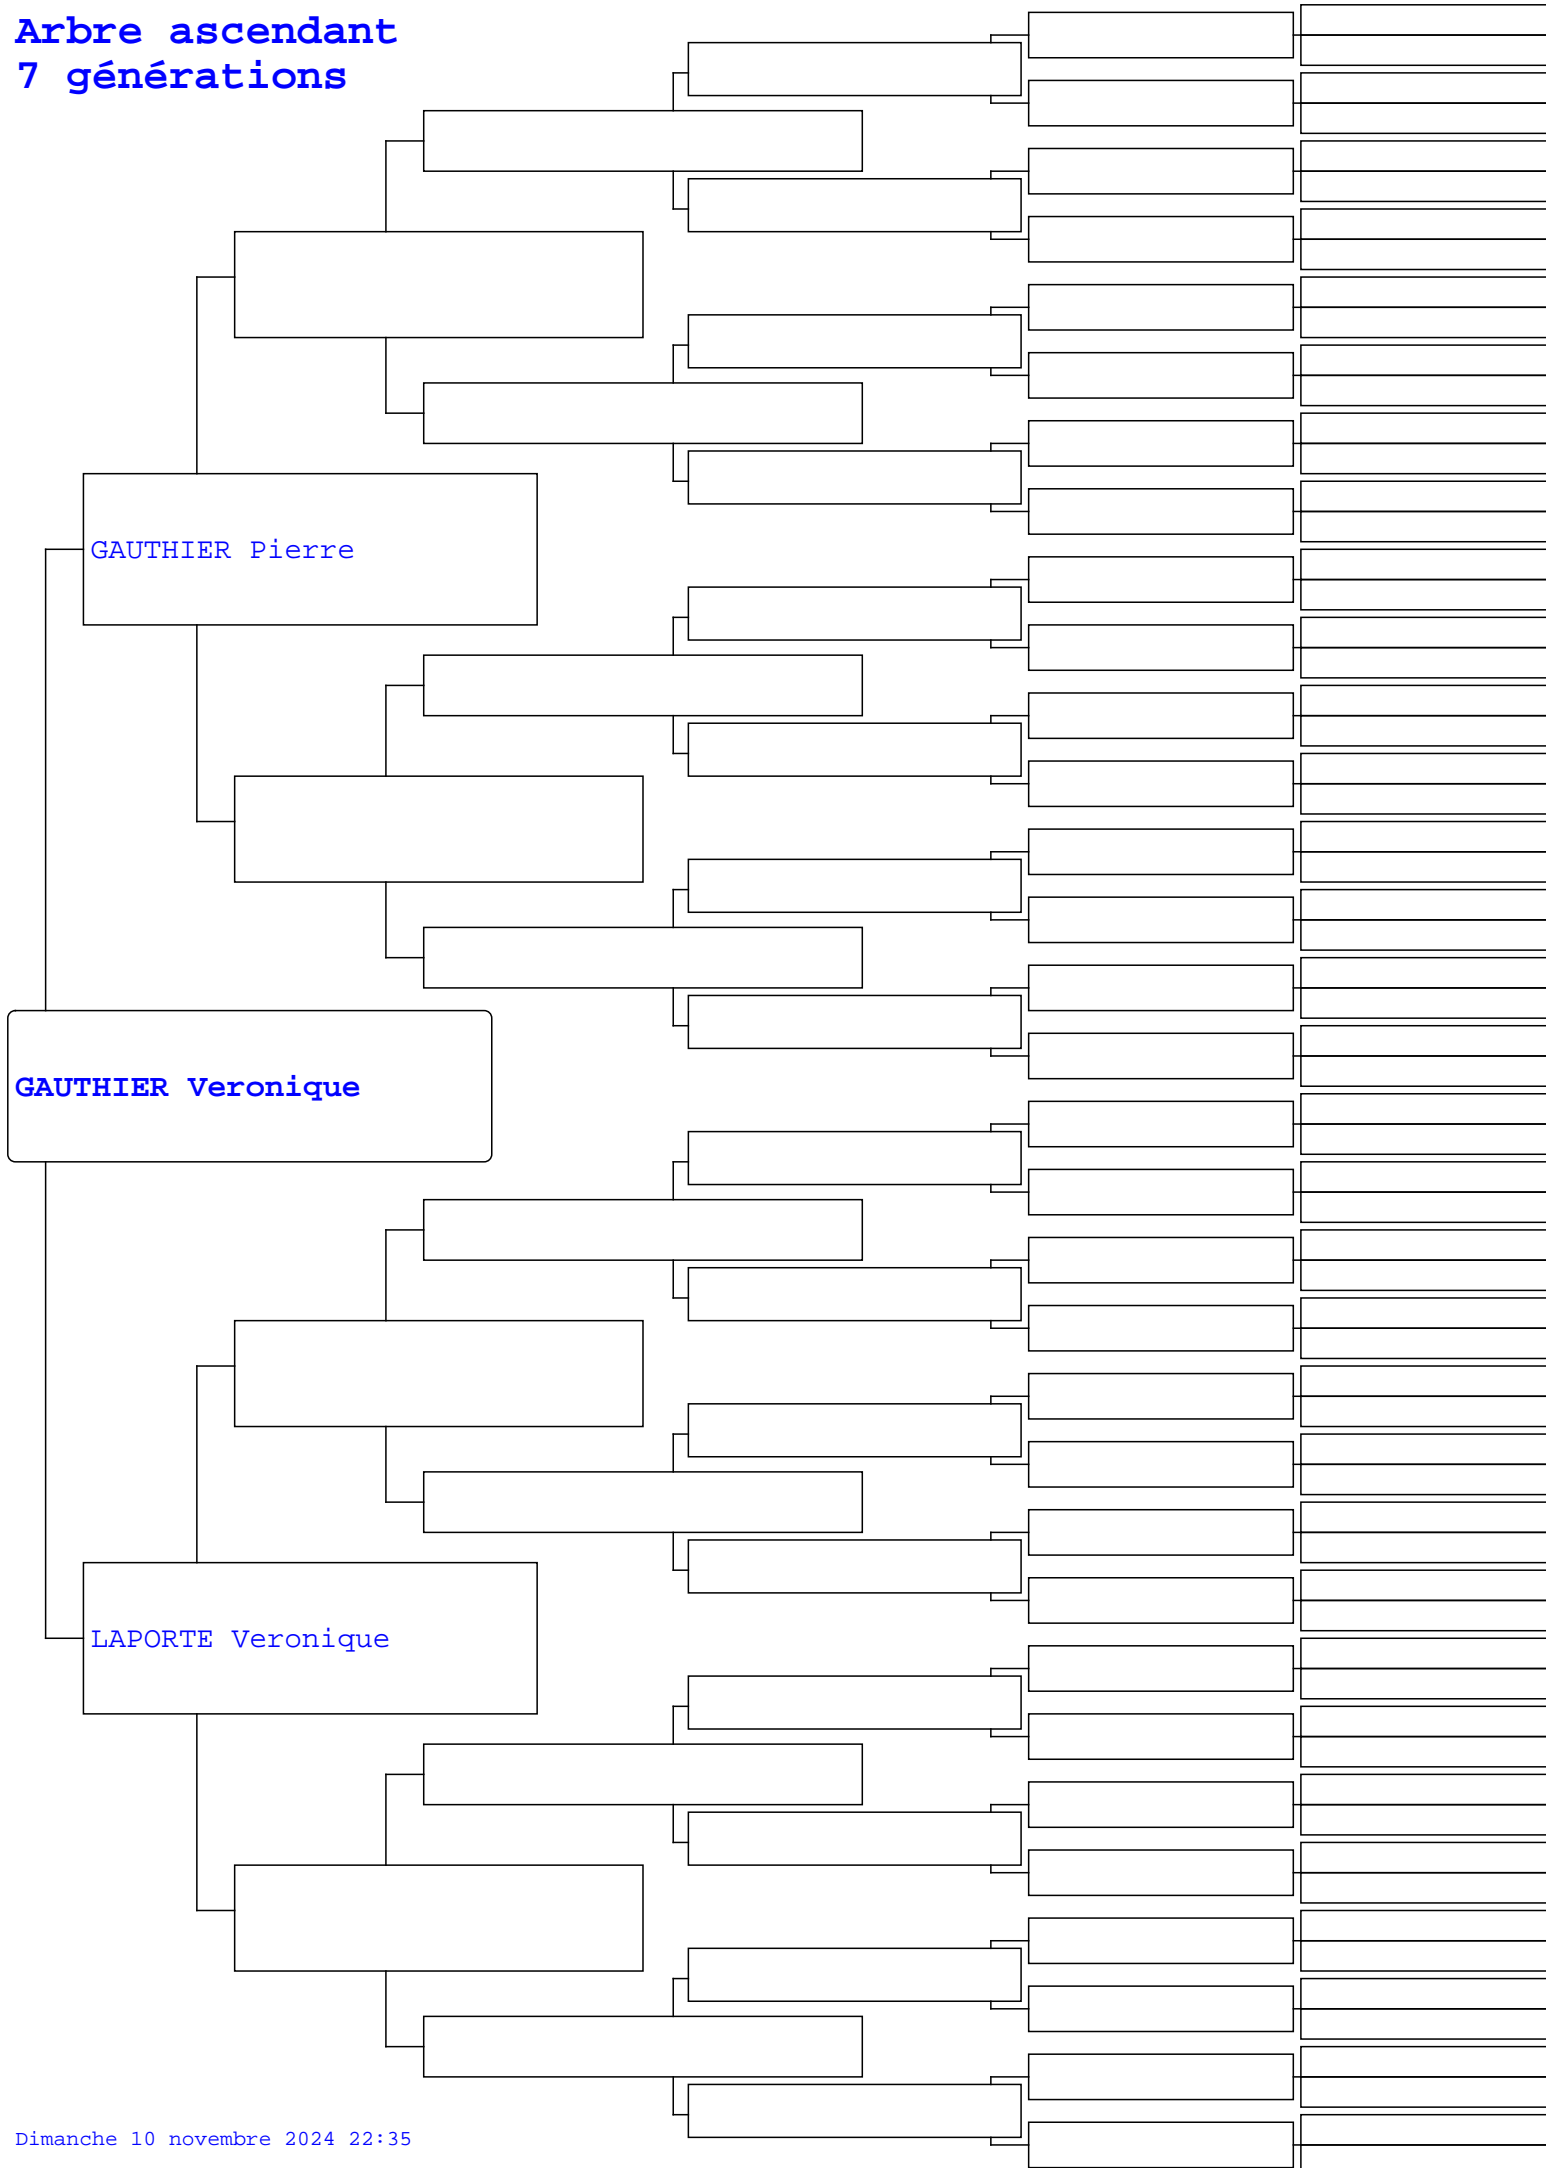 Arbre ascendant
7 générations
GAUTHIER Pierre
GAUTHIER Veronique
LAPORTE Veronique
Dimanche 10 novembre 2024 22:35